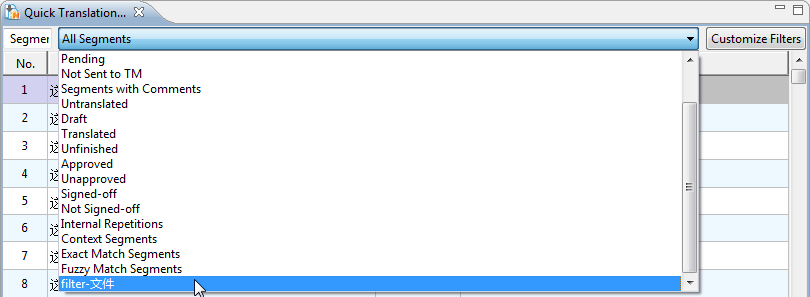 Quick Translation...
Segmer
All Segments
Customize Filters
No.
Pending
Not Sent to TM
1
Segments with Comments
Untranslated
2
Draft
Translated
3
Unfinished
Approved
4
Unapproved
Signed-off
5
Not Signed-off
6
Internal Repetitions
Context Segments
7
Exact Match Segments
Fuzzy Match Segments
8
filter-文件